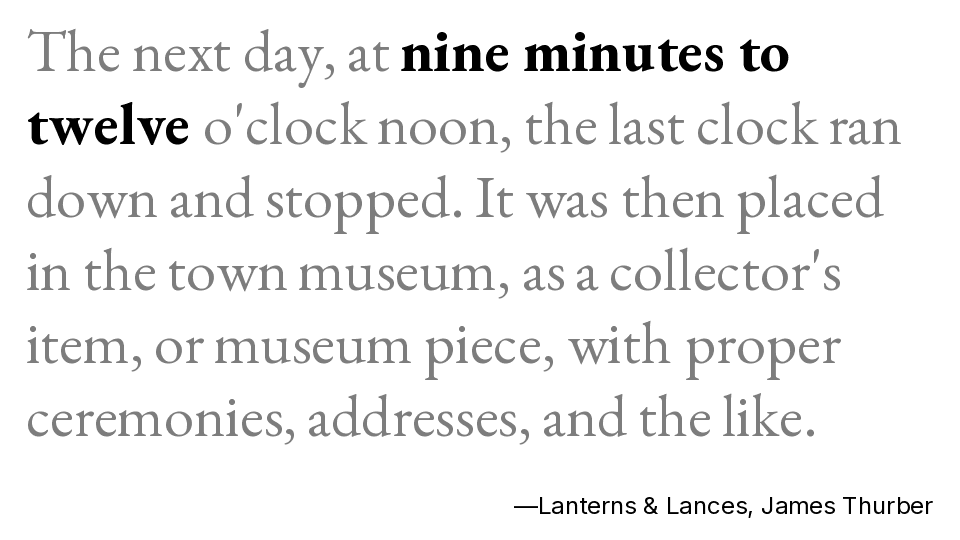 The next day, at nine minutes to
twelve o'clock noon, the last clock ran
down and stopped. It was then placed
in the town museum, as a collector's
item, or museum piece, with proper
ceremonies, addresses, and the like.
—Lanterns & Lances, James Thurber